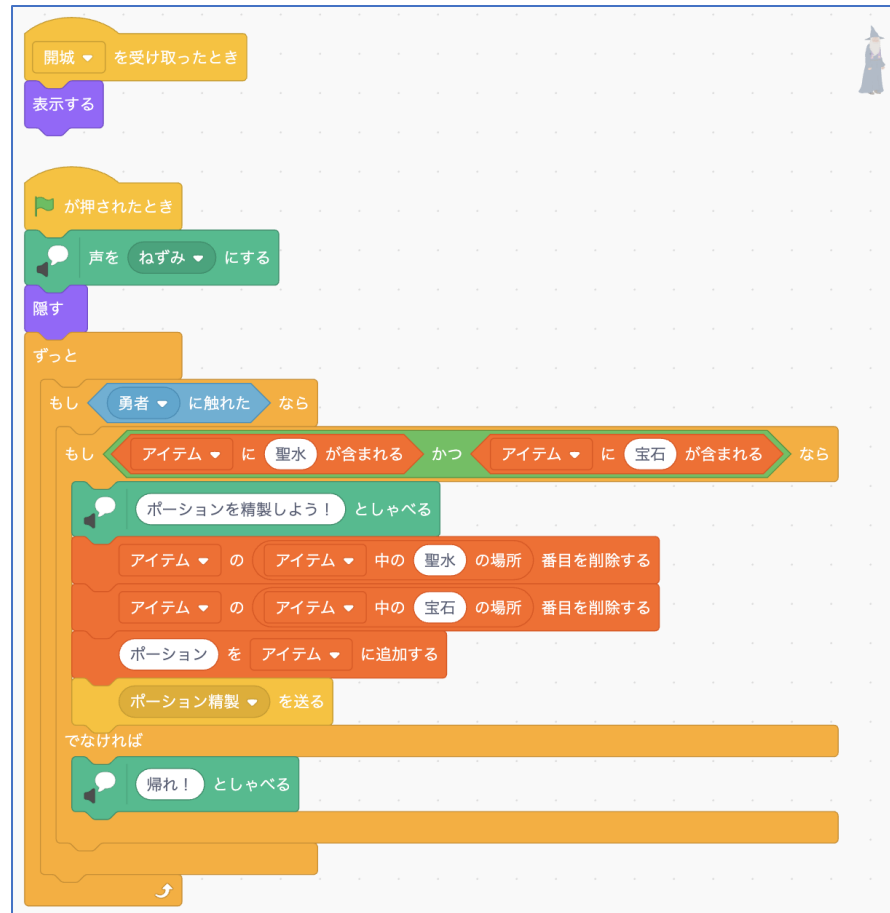 開城 を受け取ったとき
表示する
が押されたとき
声を ねずみ にする
隠す
ずっと
もし 勇者 に触れた なら
もし アイテム に 聖水 が含まれる かつ アイテム に 宝石 が含まれる なら
ポーションを精製しよう! としゃべる
アイテム の アイテム 中の 聖水 の場所 番目を削除する
アイテム の アイテム 中の 宝石 の場所 番目を削除する
ポーション を アイテム に追加する
ポーション精製 を送る
でなければ
帰れ! としゃべる